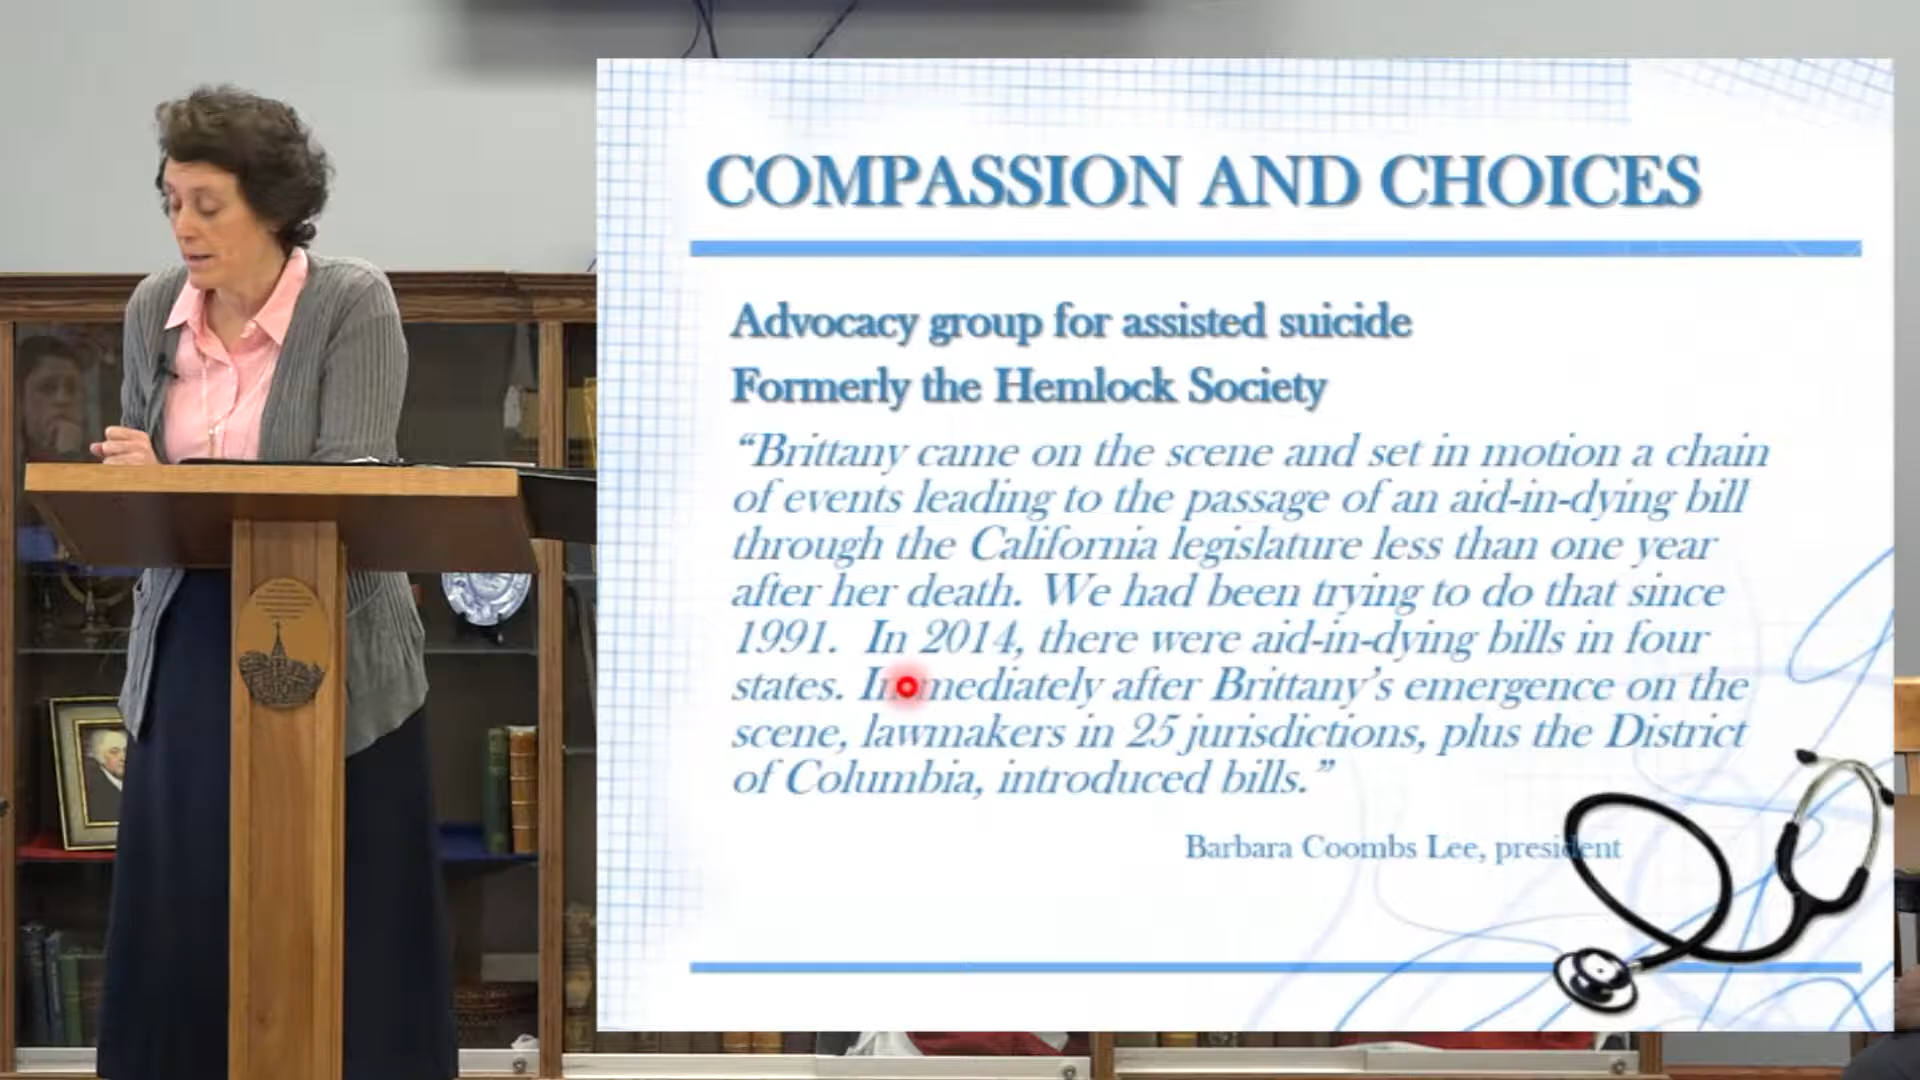 COMPASSION AND CHOICES
Advocacy group for assisted suicide
Formerly the Hemlock Society
“Brittany came on the scene and set in motion a chain
of events leading to the passage of an aid-in-dying bill
through the California legislature less than one year
after her death. We had been trying to do that since
1991. In 2014, there were aid-in-dying bills in four
states. Immediately after Brittany’s emergence on the
scene, lawmakers in 25 jurisdictions, plus the District
of Columbia, introduced bills.”
Barbara Coombs Lee, president